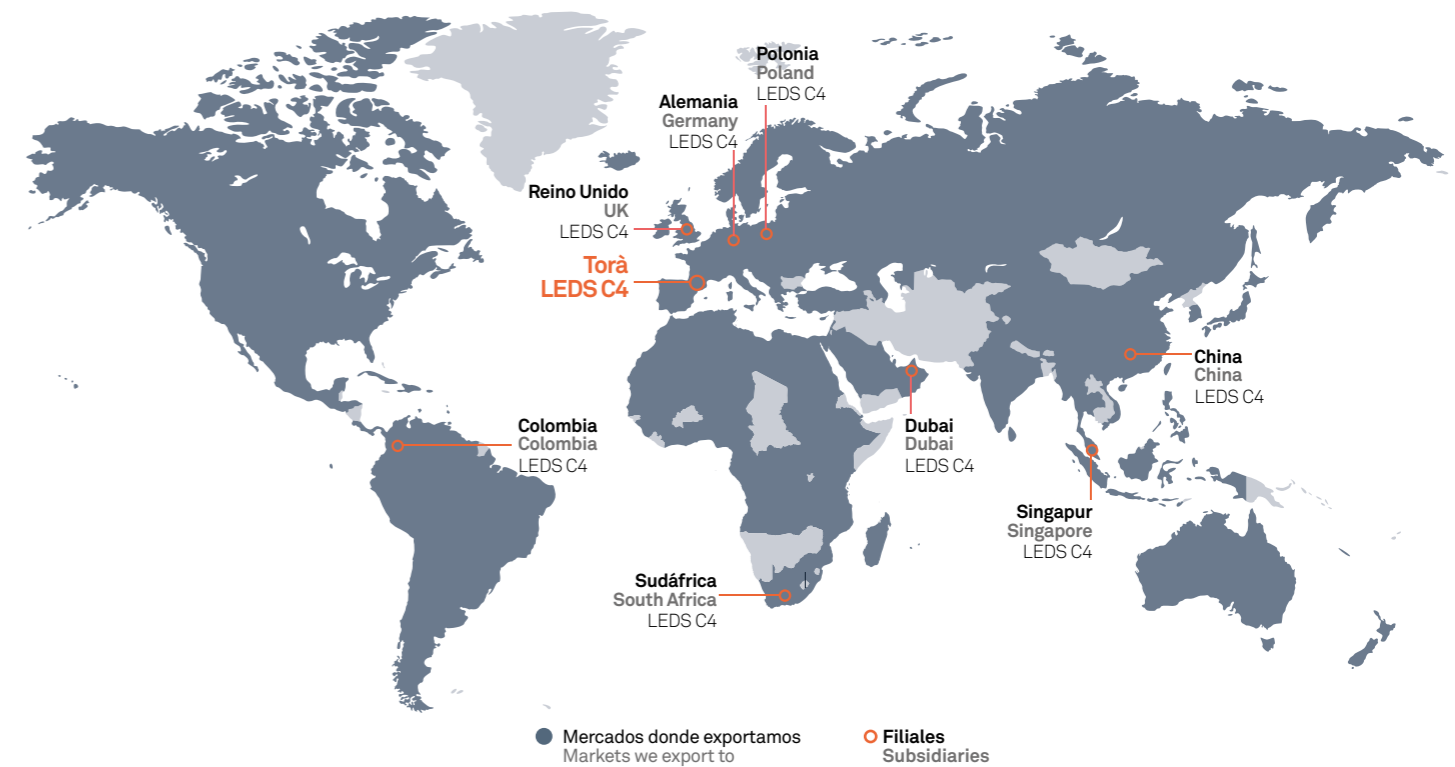 Polonia
Poland
LEDS C4
Alemania
Germany
LEDS C4
Reino Unido
UK
LEDS C4
Torà
LEDS C4
China
China
LEDS C4
Colombia
Colombia
LEDS C4
Dubai
Dubai
LEDS C4
Singapur
Singapore
LEDS C4
Sudáfrica
South Africa
LEDS C4
Mercados donde exportamos
Markets we export to
Filiales
Subsidiaries